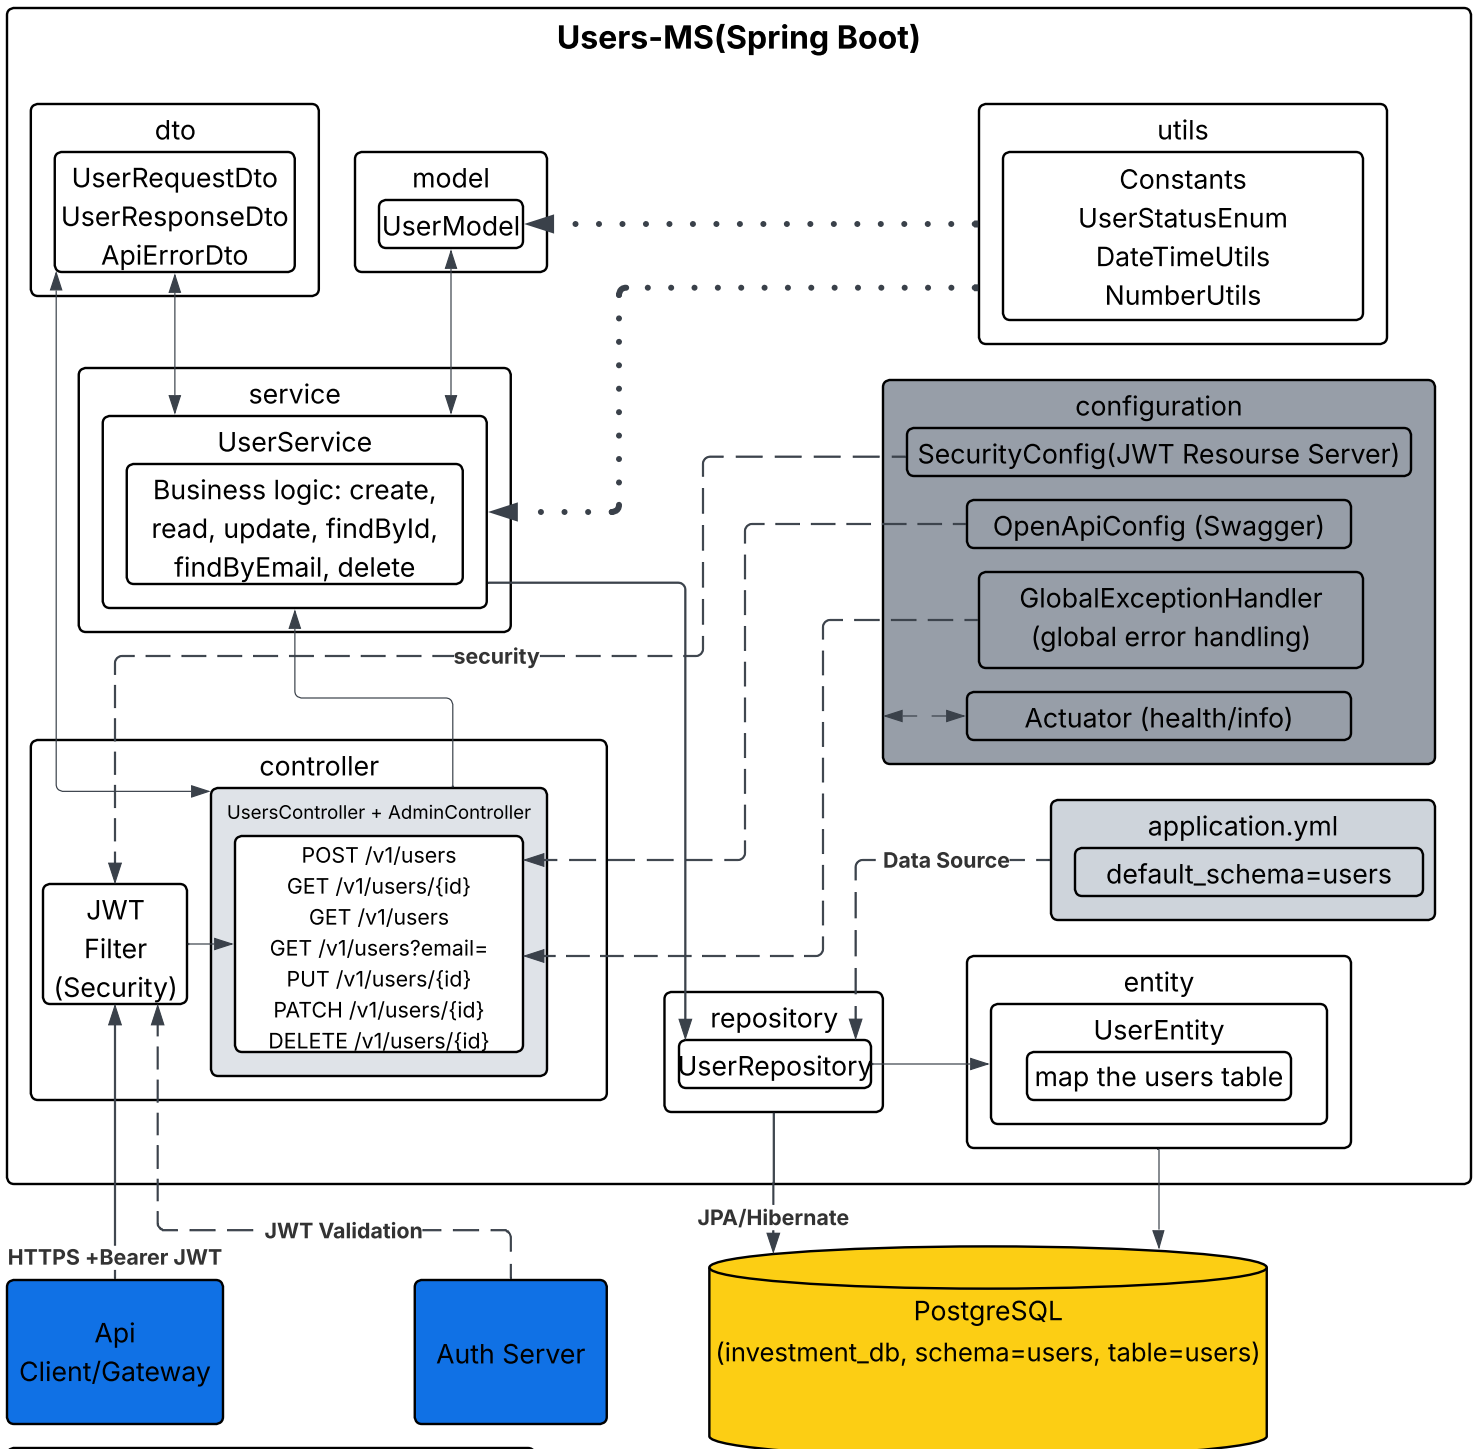 Users-MS(Spring Boot)
dto
UserRequestDto
UserResponseDto
ApiErrorDto
model
UserModel
utils
Constants
UserStatusEnum
DateTimeUtils
NumberUtils
service
UserService
Business logic: create,
read, update, findById,
findByEmail, delete
configuration
SecurityConfig(JWT Resourse Server)
OpenApiConfig (Swagger)
GlobalExceptionHandler
(global error handling)
Actuator (health/info)
security
controller
UsersController + AdminController
POST /v1/users
GET /v1/users/{id}
GET /v1/users
GET /v1/users?email=
PUT /v1/users/{id}
PATCH /v1/users/{id}
DELETE /v1/users/{id}
JWT
Filter
(Security)
application.yml
default_schema=users
Data Source
repository
UserRepository
entity
UserEntity
map the users table
JPA/Hibernate
JWT Validation
HTTPS +Bearer JWT
Api
Client/Gateway
Auth Server
PostgreSQL
(investment_db, schema=users, table=users)